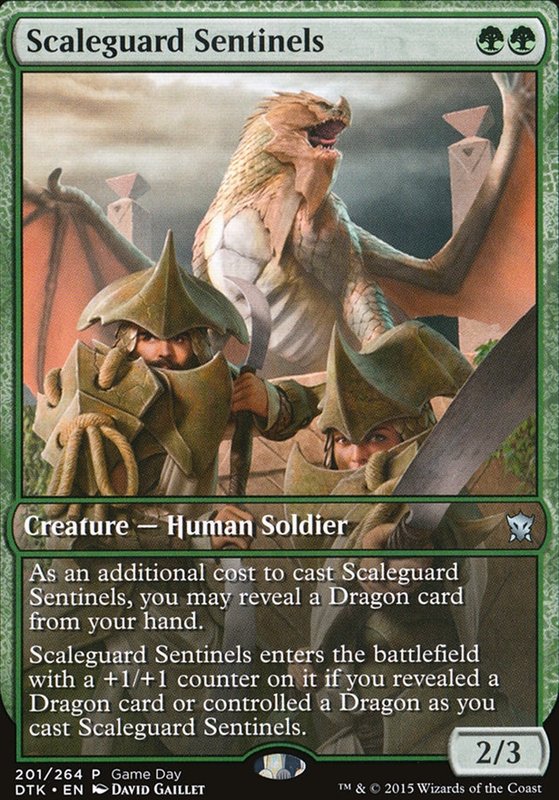 Scaleguard Sentinels
Creature — Human Soldier
As an additional cost to cast Scaleguard
Sentinels, you may reveal a Dragon card
from your hand.
Scaleguard Sentinels enters the battlefield
with a +1/+1 counter on it if you revealed a
Dragon card or controlled a Dragon as you
cast Scaleguard Sentinels.
2/3
201/264 P Game Day
DTK • EN DAVID GAILLET
™ & © 2015 Wizards of the Coast